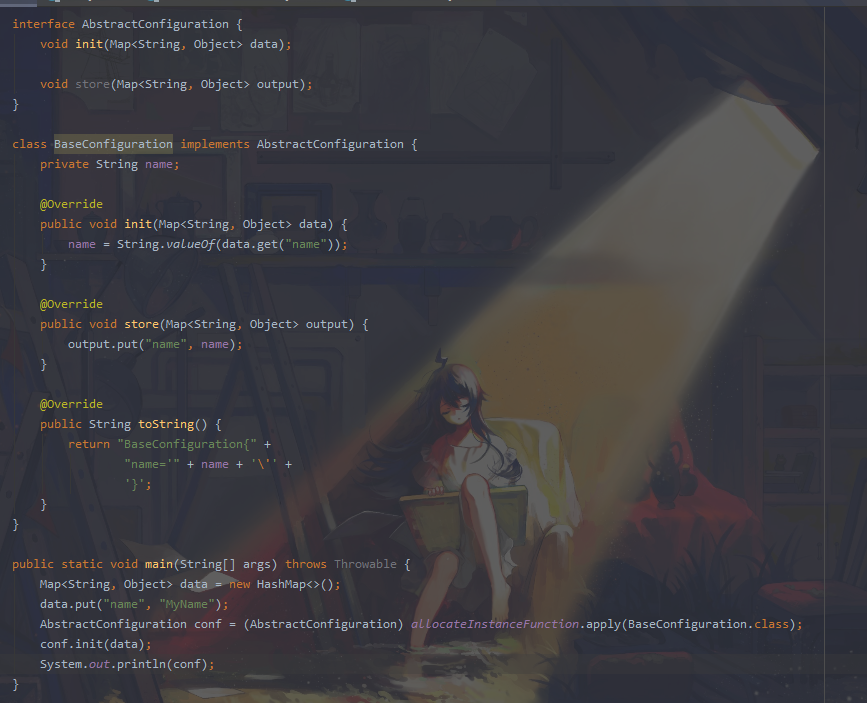 interface AbstractConfiguration {
    void init(Map<String, Object> data);

    void store(Map<String, Object> output);
}

class BaseConfiguration implements AbstractConfiguration {
    private String name;

    @Override
    public void init(Map<String, Object> data) {
        name = String.valueOf(data.get("name"));
    }

    @Override
    public void store(Map<String, Object> output) {
        output.put("name", name);
    }

    @Override
    public String toString() {
        return "BaseConfiguration{" +
                "name='" + name + '\'' +
                '}';
    }
}

public static void main(String[] args) throws Throwable {
    Map<String, Object> data = new HashMap<>();
    data.put("name", "MyName");
    AbstractConfiguration conf = (AbstractConfiguration) allocateInstanceFunction.apply(BaseConfiguration.class);
    conf.init(data);
    System.out.println(conf);
}